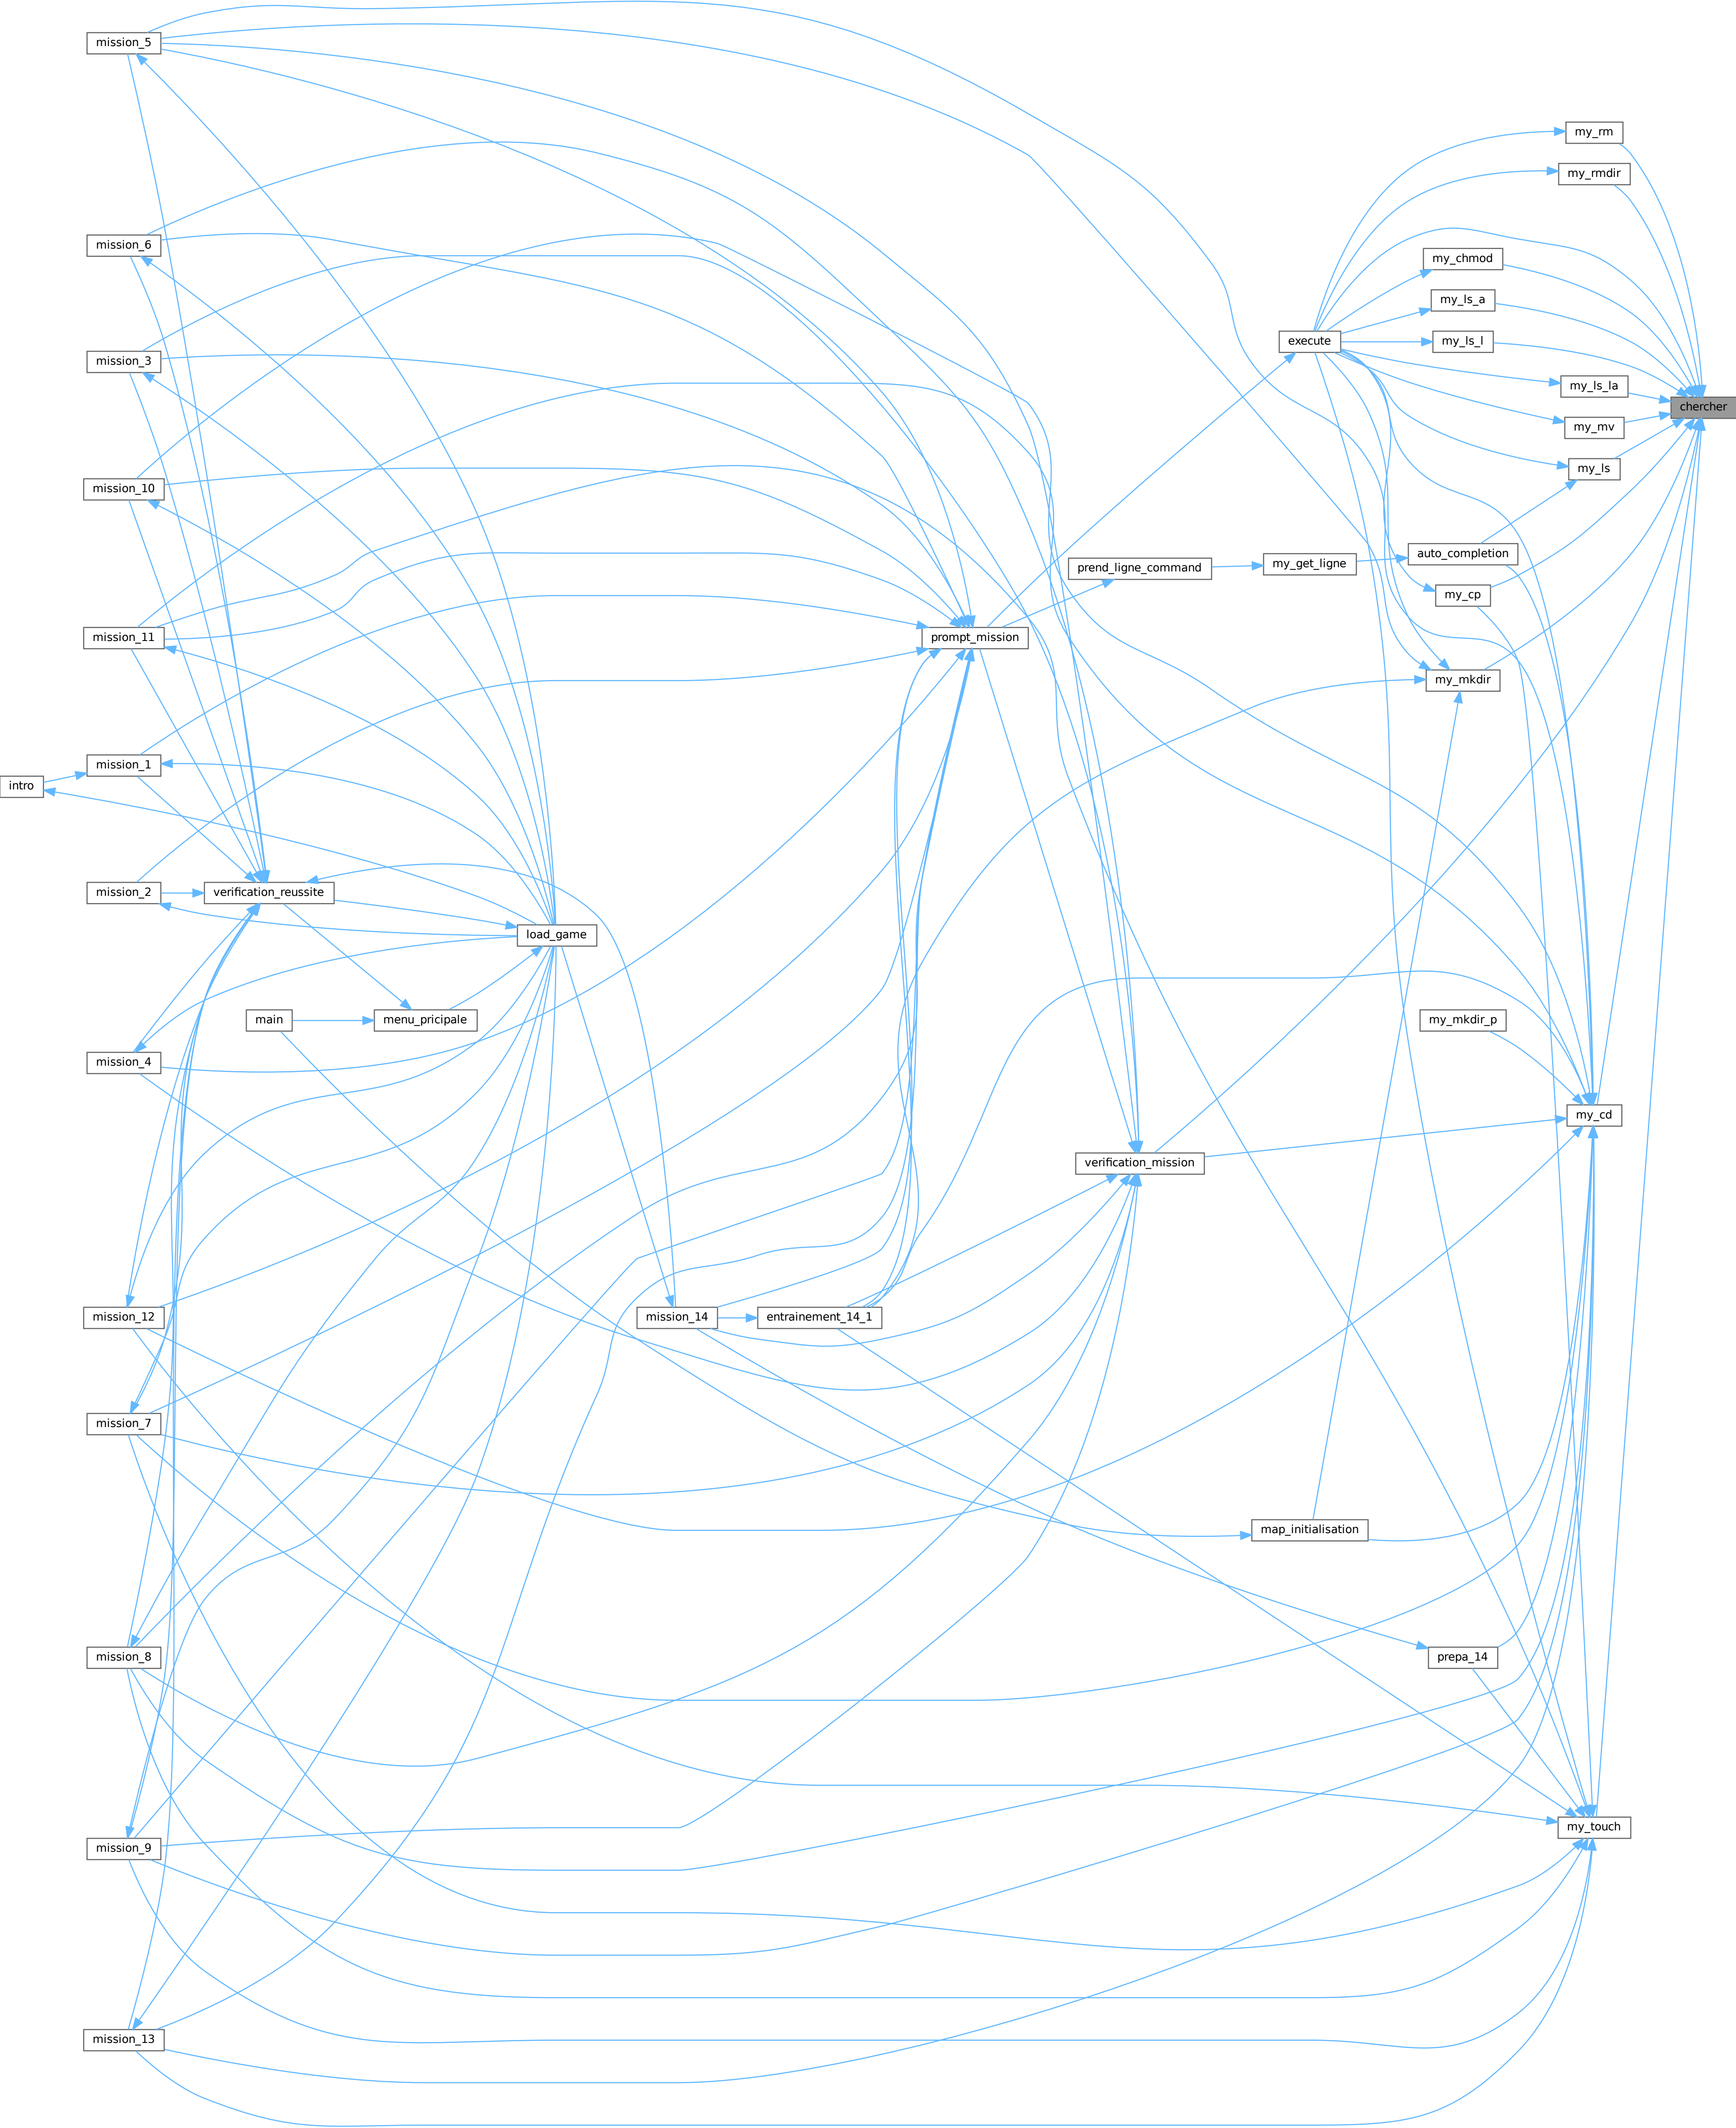 mission_5
my_rm
my_rmdir
mission_6
my_chmod
my_ls_a
execute
my_ls_l
mission_3
my_ls_la
chercher
my_mv
my_ls
mission_10
auto_completion
my_get_ligne
prend_ligne_command
my_cp
mission_11
prompt_mission
my_mkdir
mission_1
intro
mission_2
verification_reussite
load_game
main
menu_pricipale
my_mkdir_p
mission_4
my_cd
verification_mission
mission_12
mission_14
entrainement_14_1
mission_7
map_initialisation
mission_8
prepa_14
my_touch
mission_9
mission_13